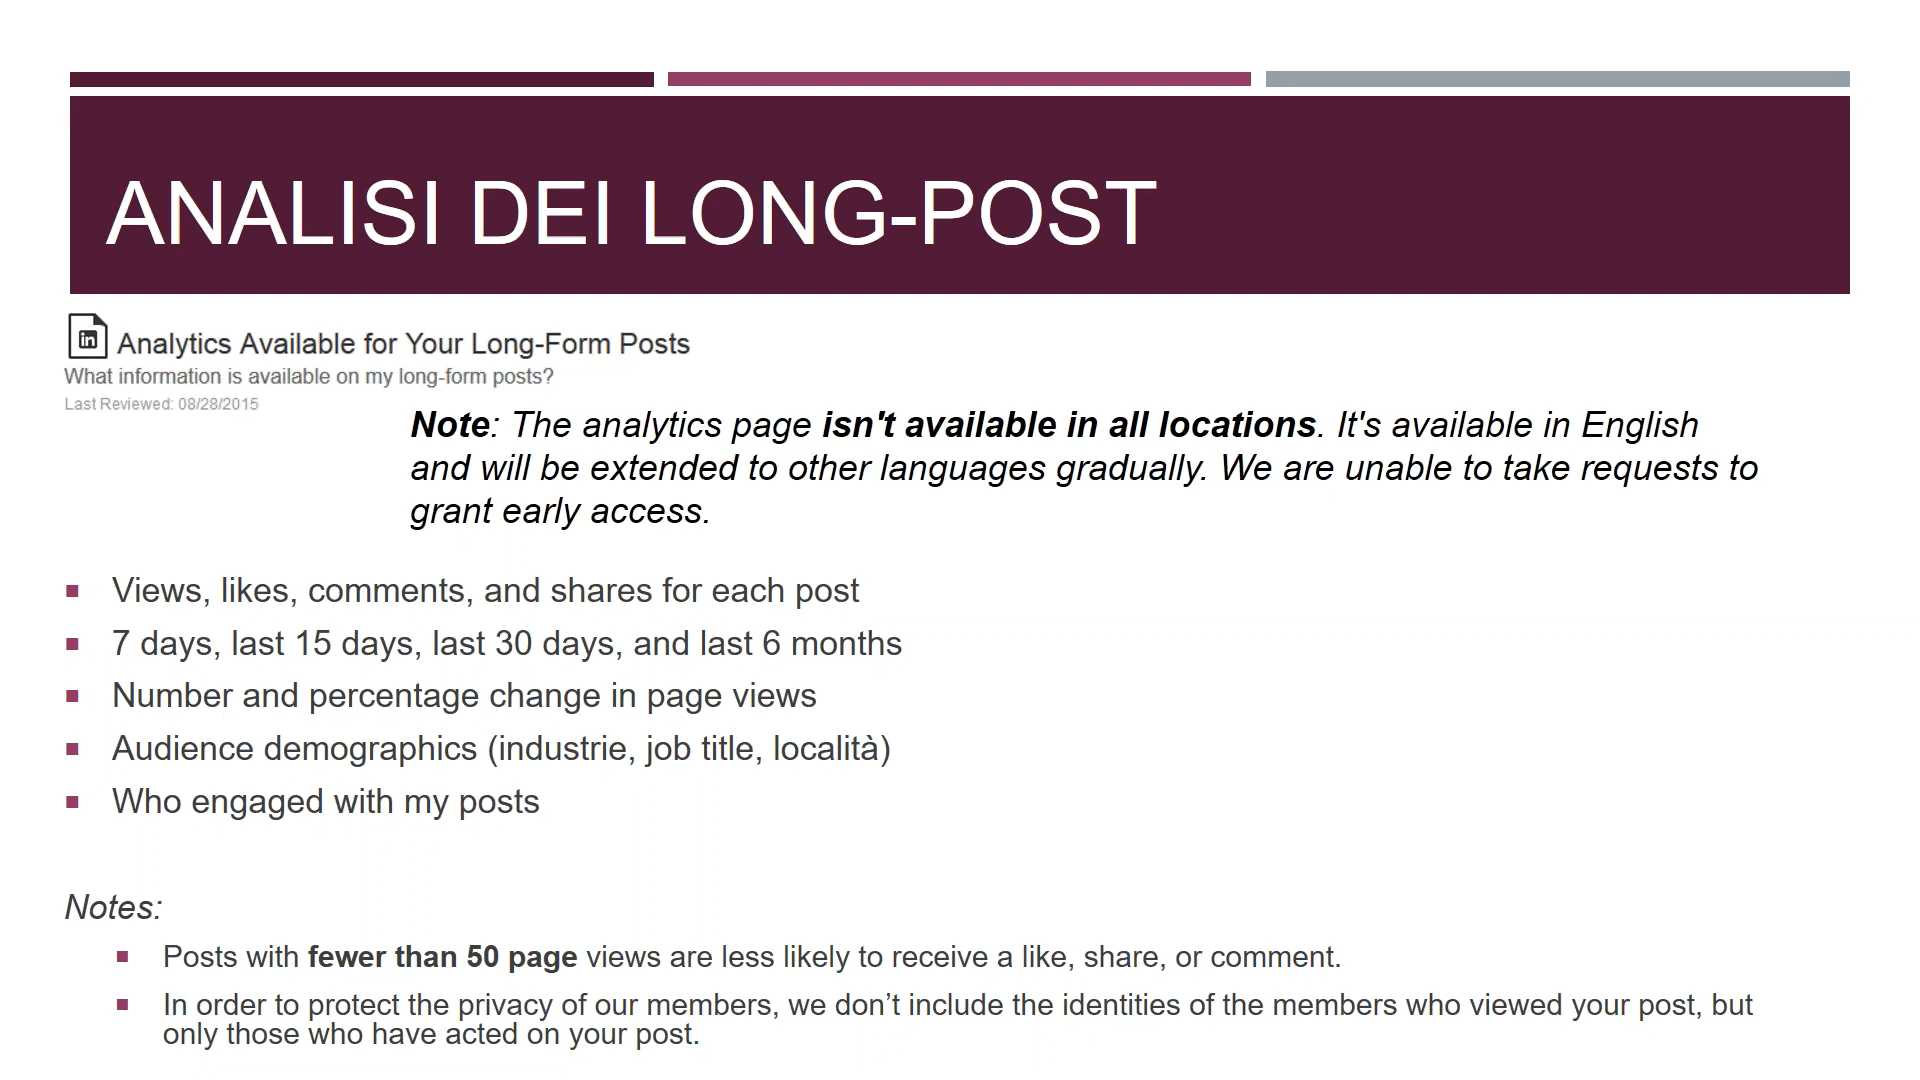 ANALISI DEI LONG-POST
in
Analytics Available for Your Long-Form Posts
What information is available on my long-form posts?
Last Reviewed: 08/28/2015
Note: The analytics page isn't available in all locations. It's available in English
and will be extended to other languages gradually. We are unable to take requests to
grant early access.
Views, likes, comments, and shares for each post
7 days, last 15 days, last 30 days, and last 6 months
Number and percentage change in page views
Audience demographics (industrie, job title, località)
Who engaged with my posts
Notes:
Posts with fewer than 50 page views are less likely to receive a like, share, or comment.
In order to protect the privacy of our members, we don’t include the identities of the members who viewed your post, but
only those who have acted on your post.